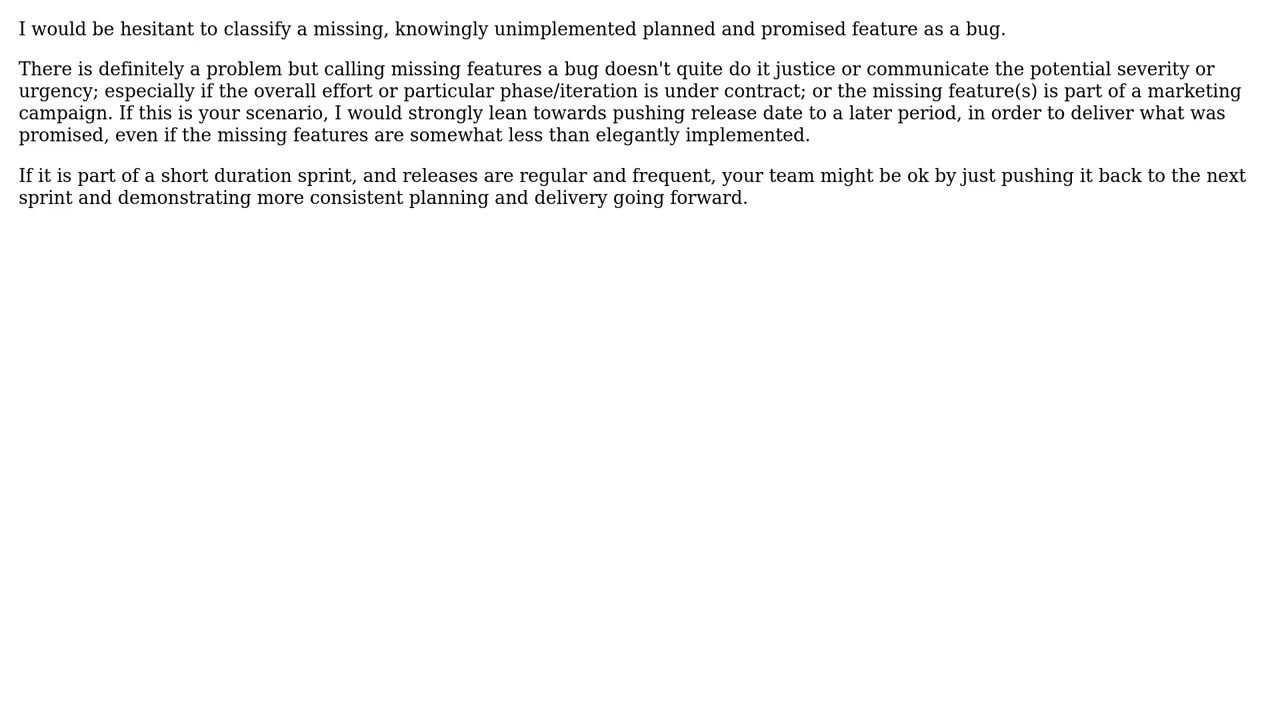 I would be hesitant to classify a missing, knowingly unimplemented planned and promised feature as a bug.
There is definitely a problem but calling missing features a bug doesn't quite do it justice or communicate the potential severity or
urgency; especially if the overall effort or particular phase/iteration is under contract; or the missing feature(s) is part of a marketing
campaign. If this is your scenario, I would strongly lean towards pushing release date to a later period, in order to deliver what was
promised, even if the missing features are somewhat less than elegantly implemented.
If it is part of a short duration sprint, and releases are regular and frequent, your team might be ok by just pushing it back to the next
sprint and demonstrating more consistent planning and delivery going forward.